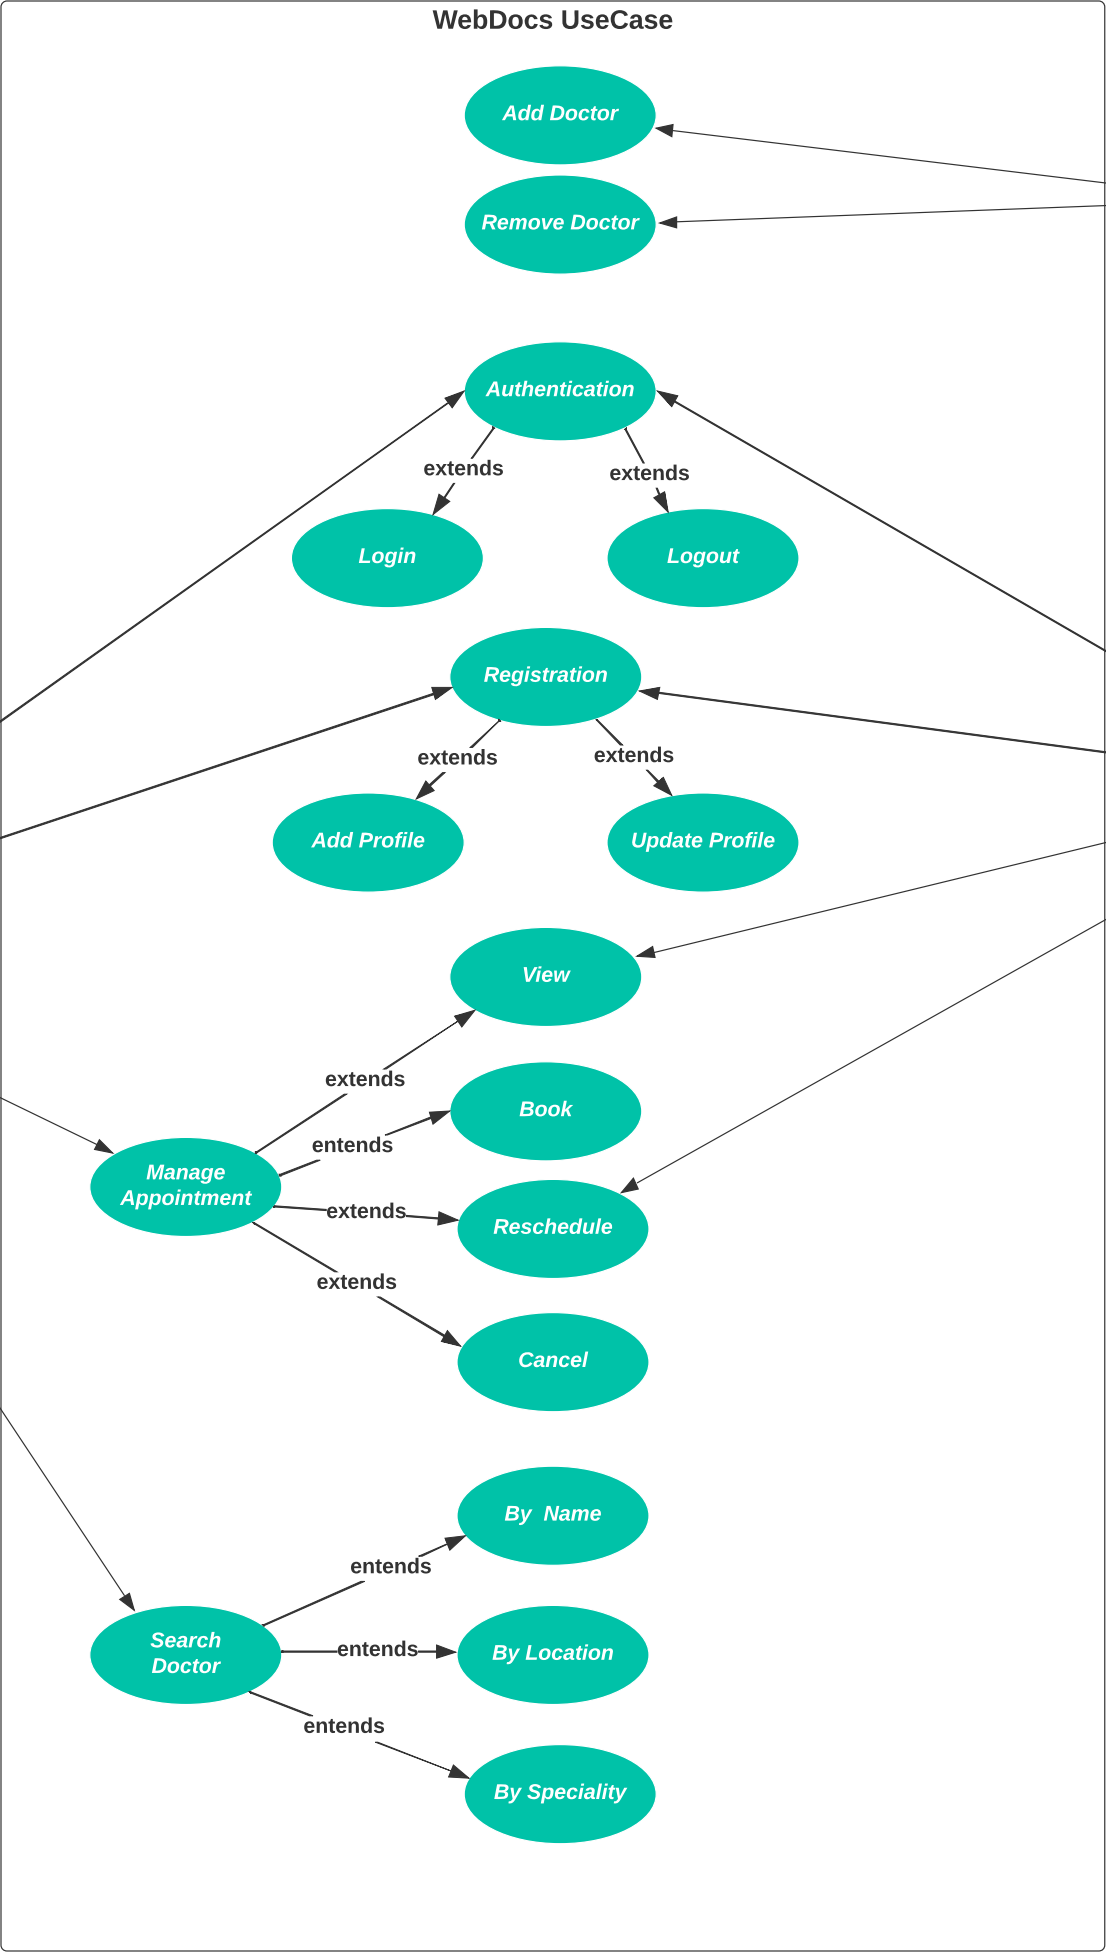 WebDocs UseCase
Add Doctor
Remove Doctor
Authentication
extends
extends
Login
Logout
Registration
extends
extends
Add Profile
Update Profile
View
extends
Book
entends
Manage
Appointment
extends
Reschedule
extends
Cancel
By  Name
entends
Search
Doctor
entends
By Location
entends
By Speciality